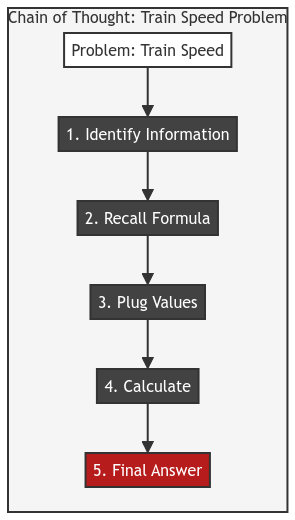 Chain of Thought: Train Speed Problem
Problem: Train Speed
1. Identify Information
2. Recall Formula
3. Plug Values
4. Calculate
5. Final Answer